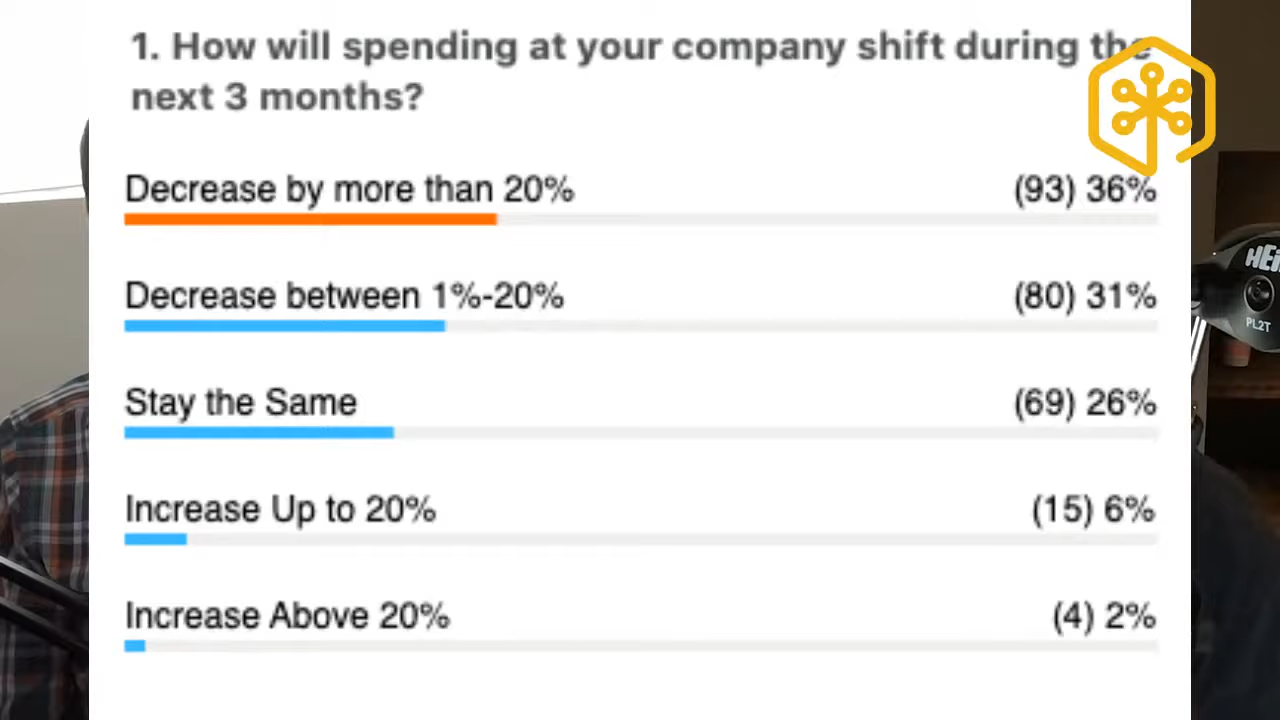 1. How will spending at your company shift during the
next 3 months?
Decrease by more than 20% (93) 36%
Decrease between 1%-20% (80) 31%
Stay the Same (69) 26%
Increase Up to 20% (15) 6%
Increase Above 20% (4) 2%
PL2T